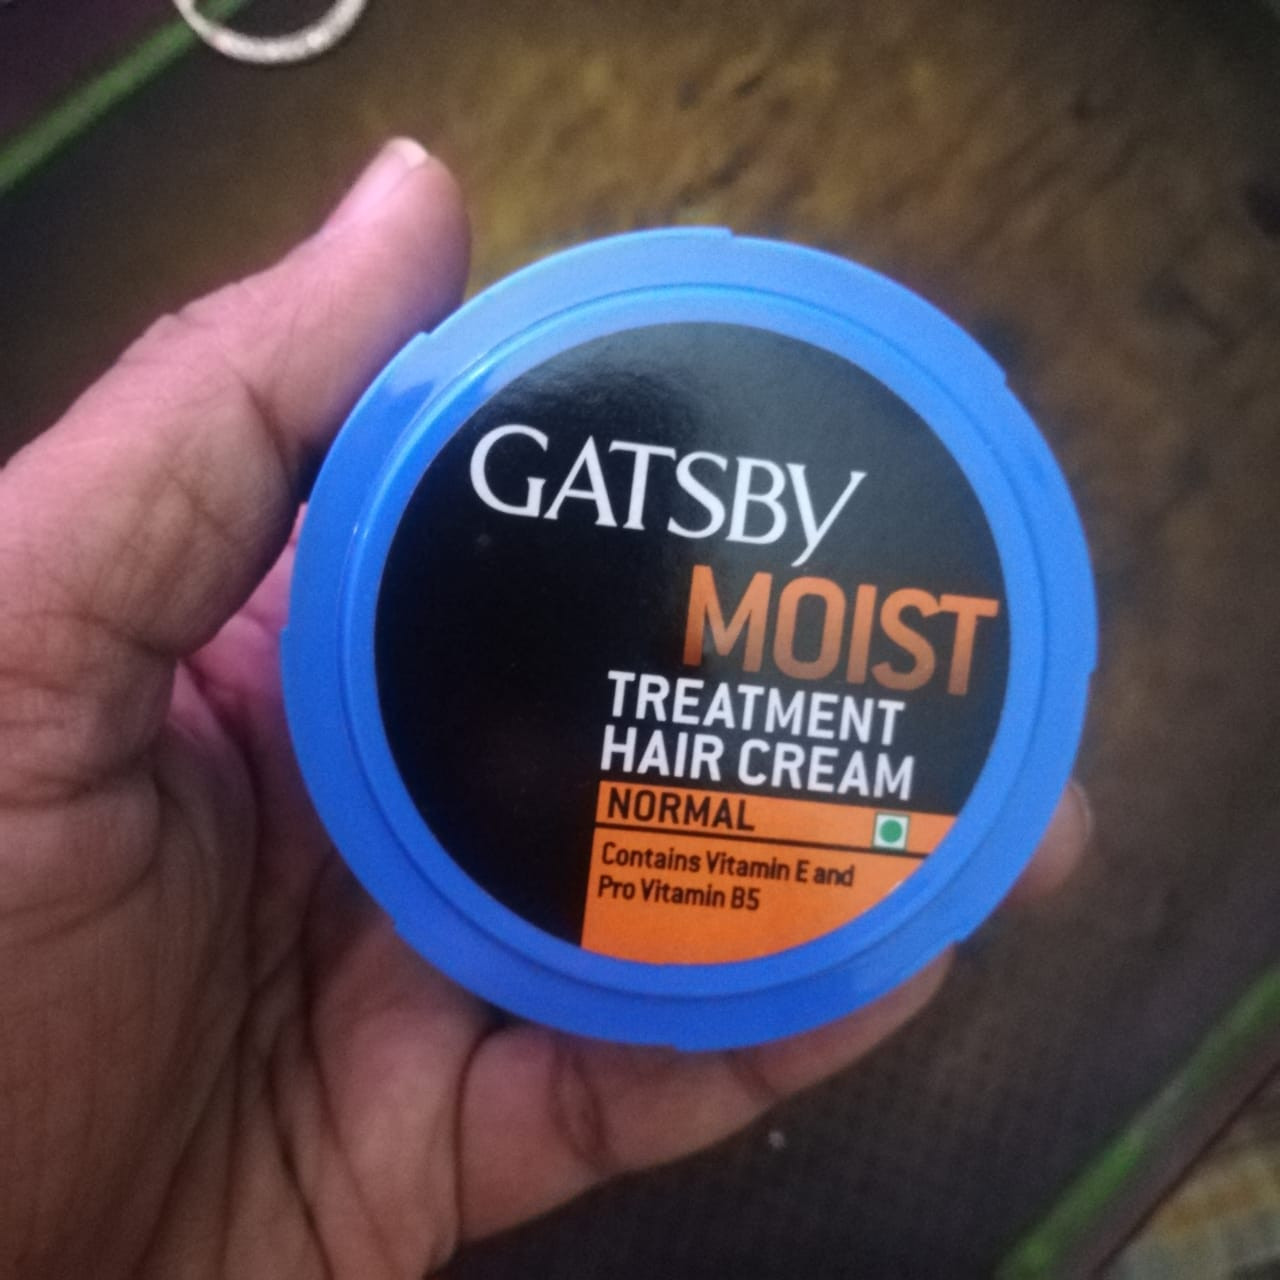 GATSBY
MOIST
TREATMENT
HAIR CREAM
NORMAL
Contains Vitamin E and
Pro Vitamin B5